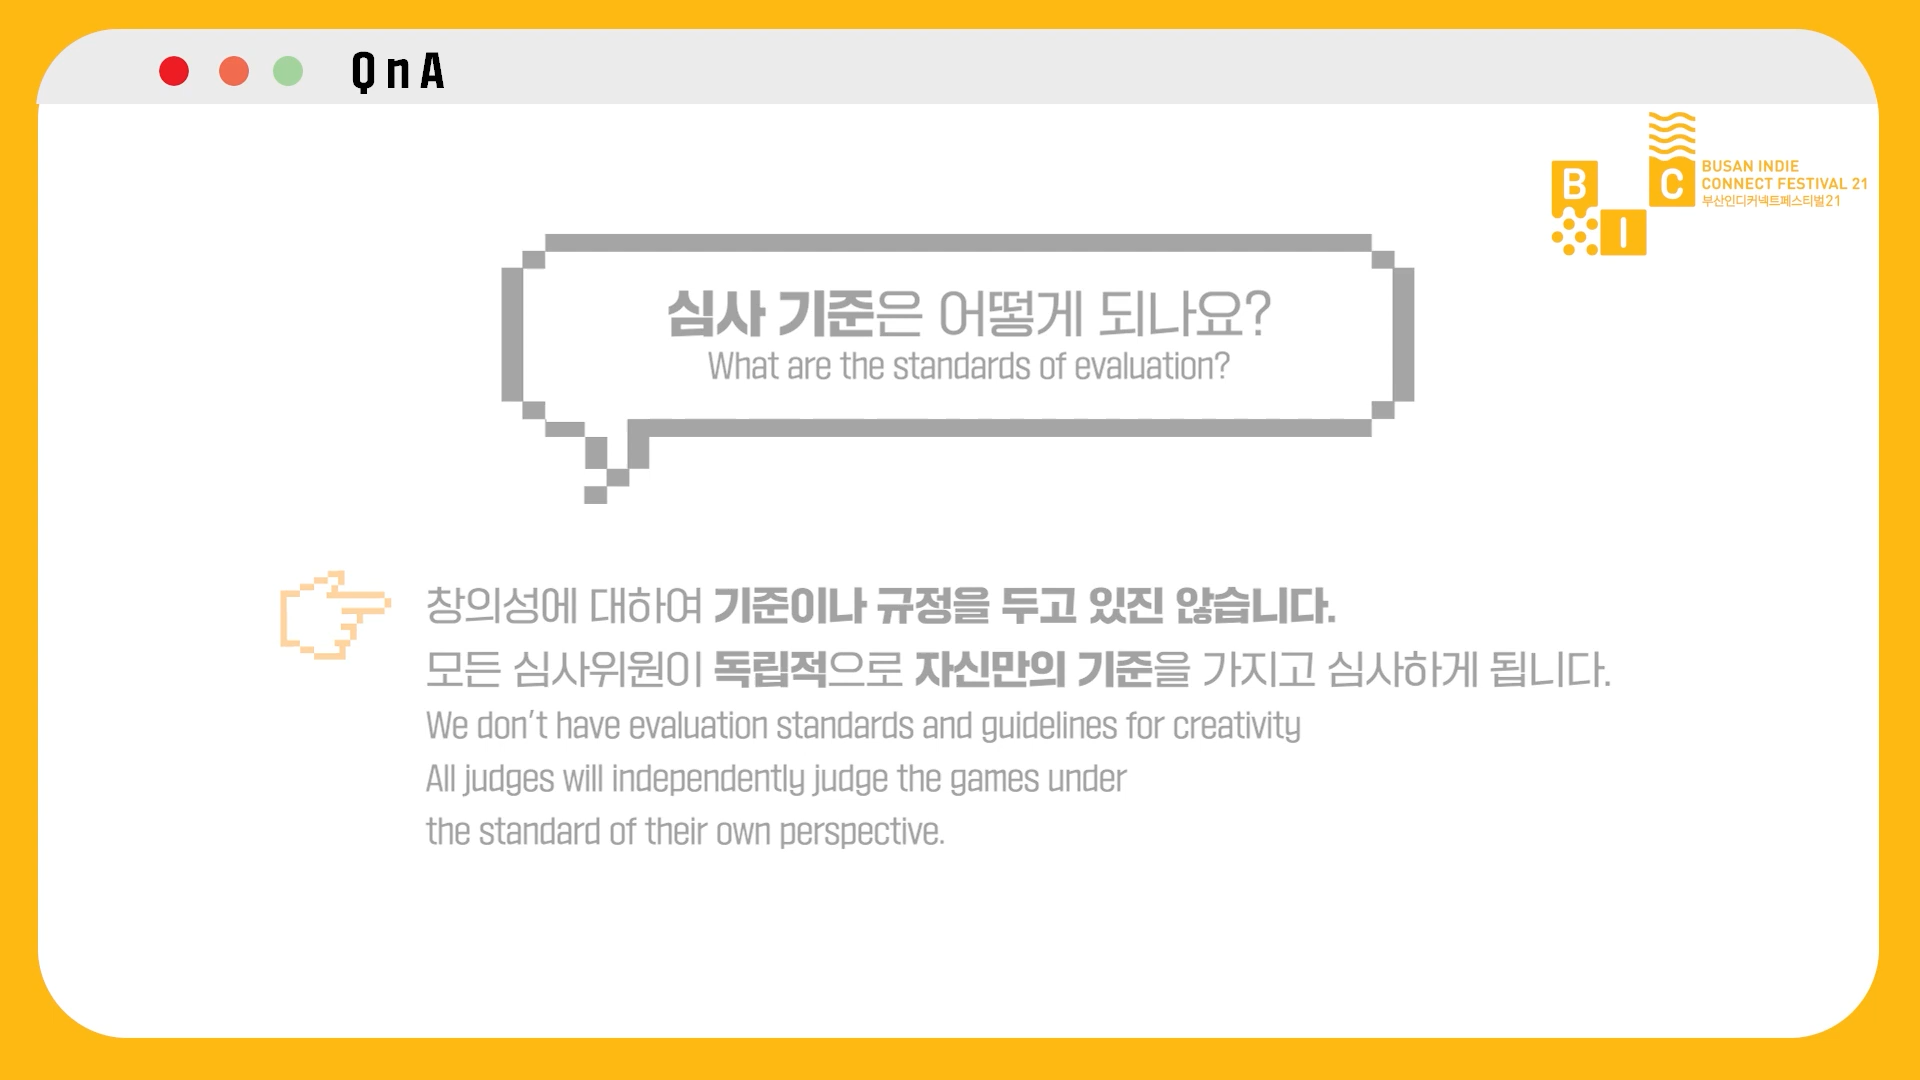 QnA
B
I
C
BUSAN INDIE
CONNECT FESTIVAL 21
부산인디커넥트페스티벌21
심사 기준은 어떻게 되나요?
What are the standards of evaluation?
창의성에 대하여 기준이나 규정을 두고 있진 않습니다.
모든 심사위원이 독립적으로 자신만의 기준을 가지고 심사하게 됩니다.
We don't have evaluation standards and guidelines for creativity
All judges will independently judge the games under
the standard of their own perspective.